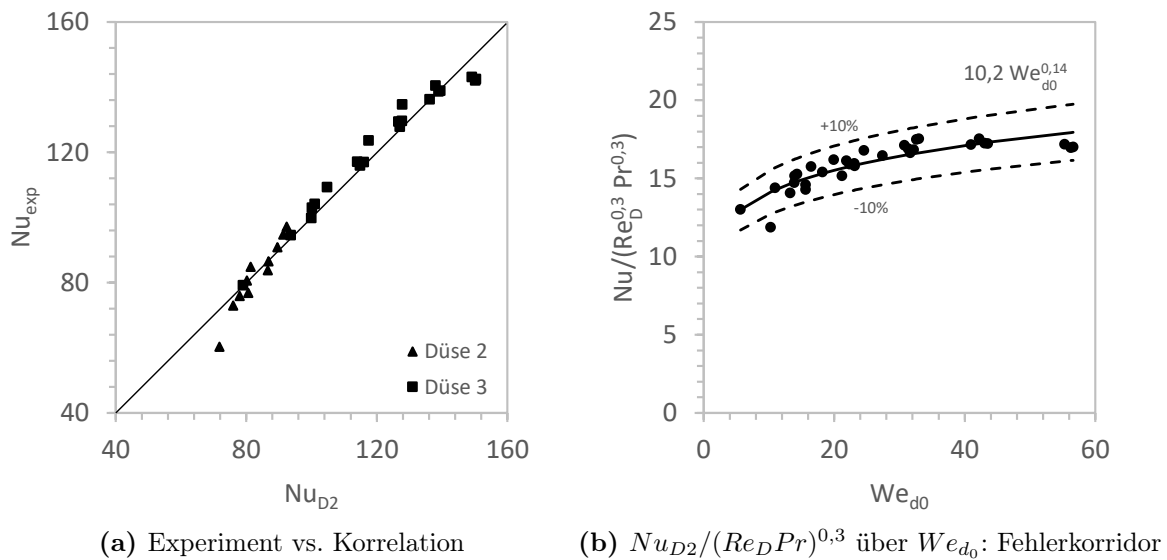 160
120
80
40
Nu_exp
Düse 2
Düse 3
40 80 120 160
Nu_D2
(a) Experiment vs. Korrelation
25
20
15
10
5
0
Nu/(Re_D^0,3 Pr^0,3)
10,2 We_d0^0,14
+10%
-10%
0 20 40 60
We_d0
(b) Nu_D2/(Re_D Pr)^0,3 über We_d0: Fehlerkorridor